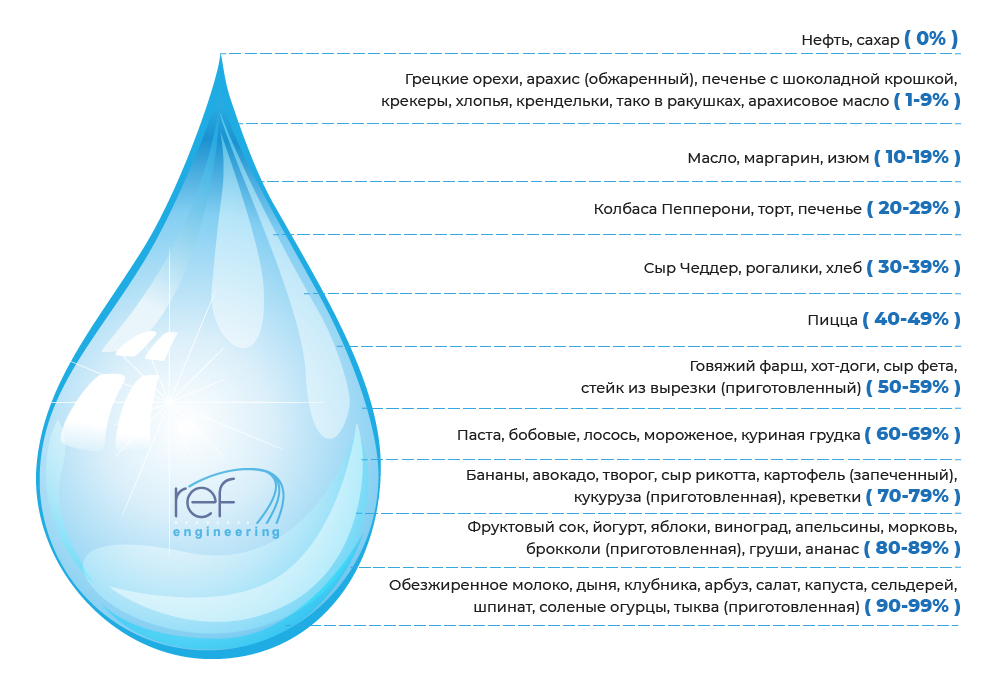 Нефть, сахар ( 0% )
Грецкие орехи, арахис (обжаренный), печенье с шоколадной крошкой,
крекеры, хлопья, крендельки, тако в ракушках, арахисовое масло ( 1-9% )
Масло, маргарин, изюм ( 10-19% )
Колбаса Пепперони, торт, печенье ( 20-29% )
Сыр Чеддер, рогалики, хлеб ( 30-39% )
Пицца ( 40-49% )
Говяжий фарш, хот-доги, сыр фета,
стейк из вырезки (приготовленный) ( 50-59% )
Паста, бобовые, лосось, мороженое, куриная грудка ( 60-69% )
Бананы, авокадо, творог, сыр рикотта, картофель (запеченный),
кукуруза (приготовленная), креветки ( 70-79% )
Фруктовый сок, йогурт, яблоки, виноград, апельсины, морковь,
брокколи (приготовленная), груши, ананас ( 80-89% )
Обезжиренное молоко, дыня, клубника, арбуз, салат, капуста, сельдерей,
шпинат, соленые огурцы, тыква (приготовленная) ( 90-99% )
ref
engineering